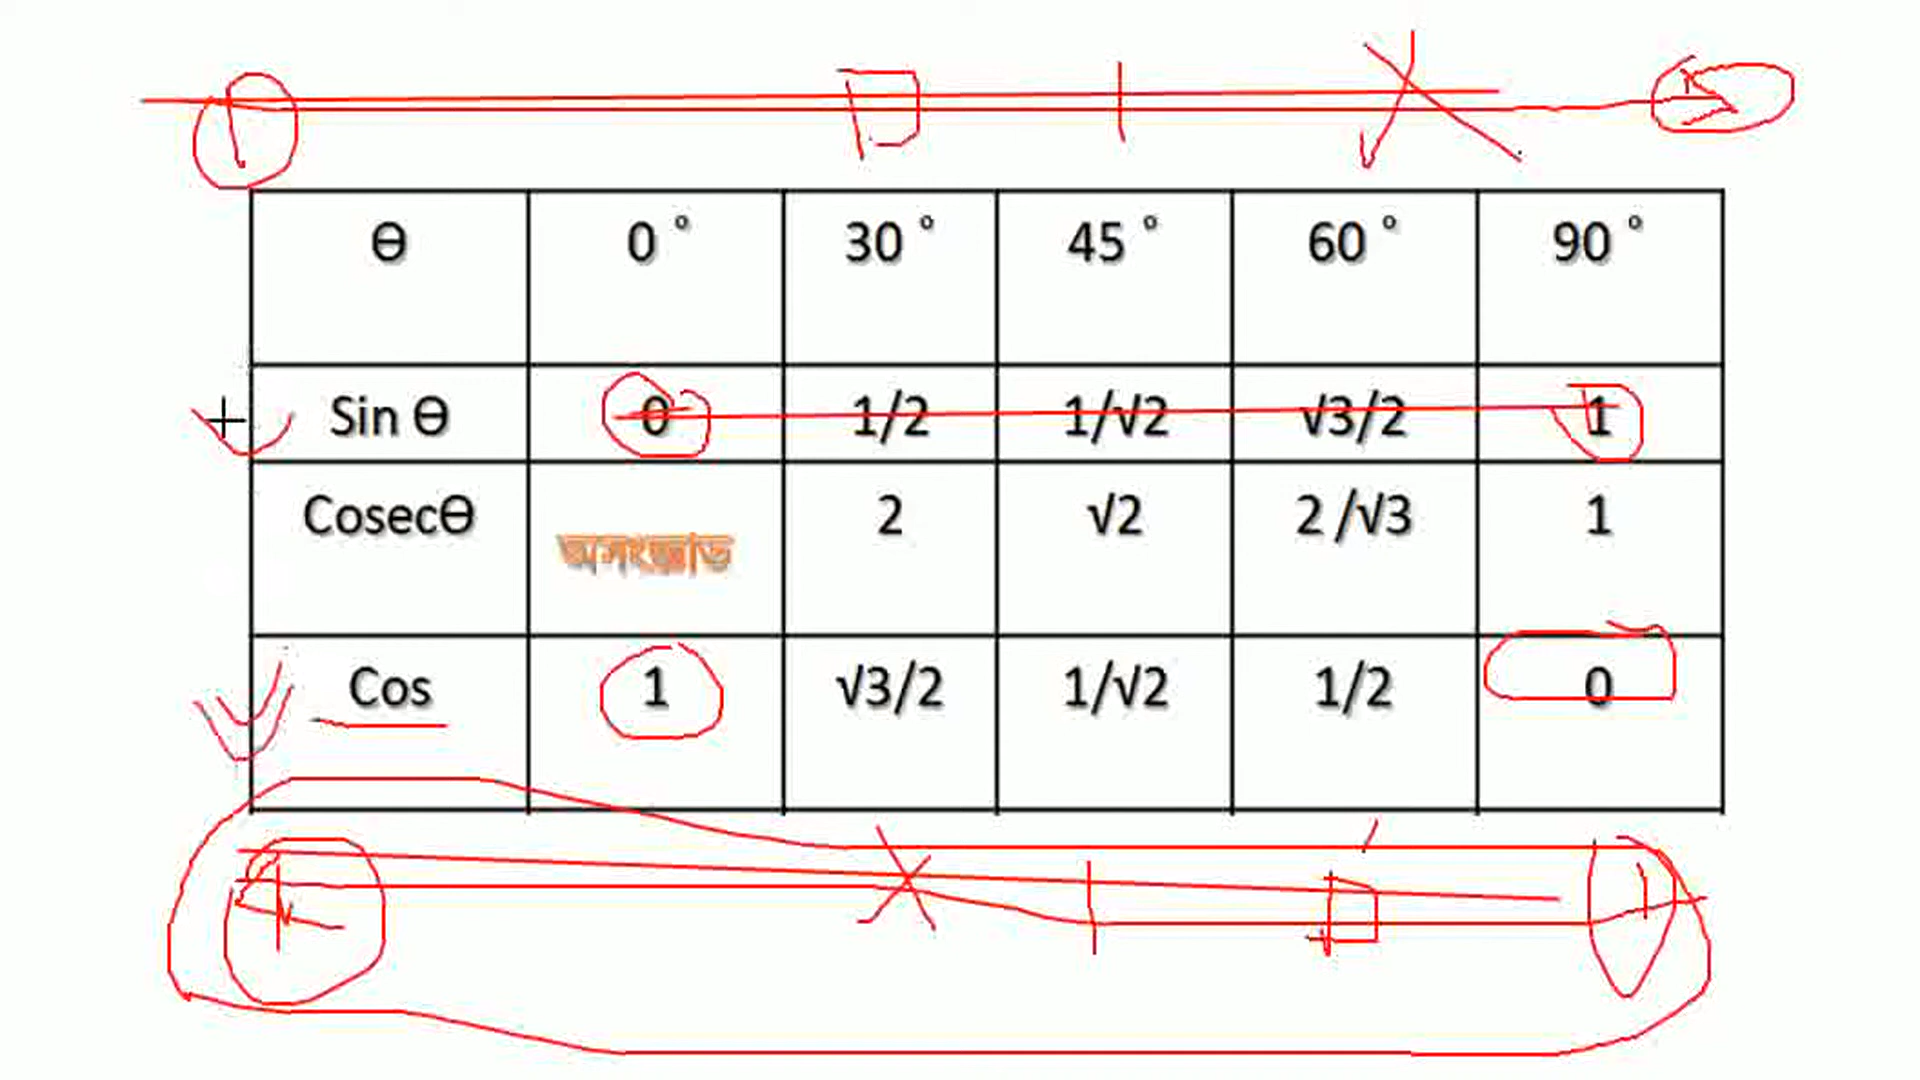 Ө 0 ° 30 ° 45 ° 60 ° 90 °
Sin Ө 0 1/2 1/√2 √3/2 1
CosecӨ 2 √2 2 /√3 1
অসংজ্ঞাত
Cos 1 √3/2 1/√2 1/2 0